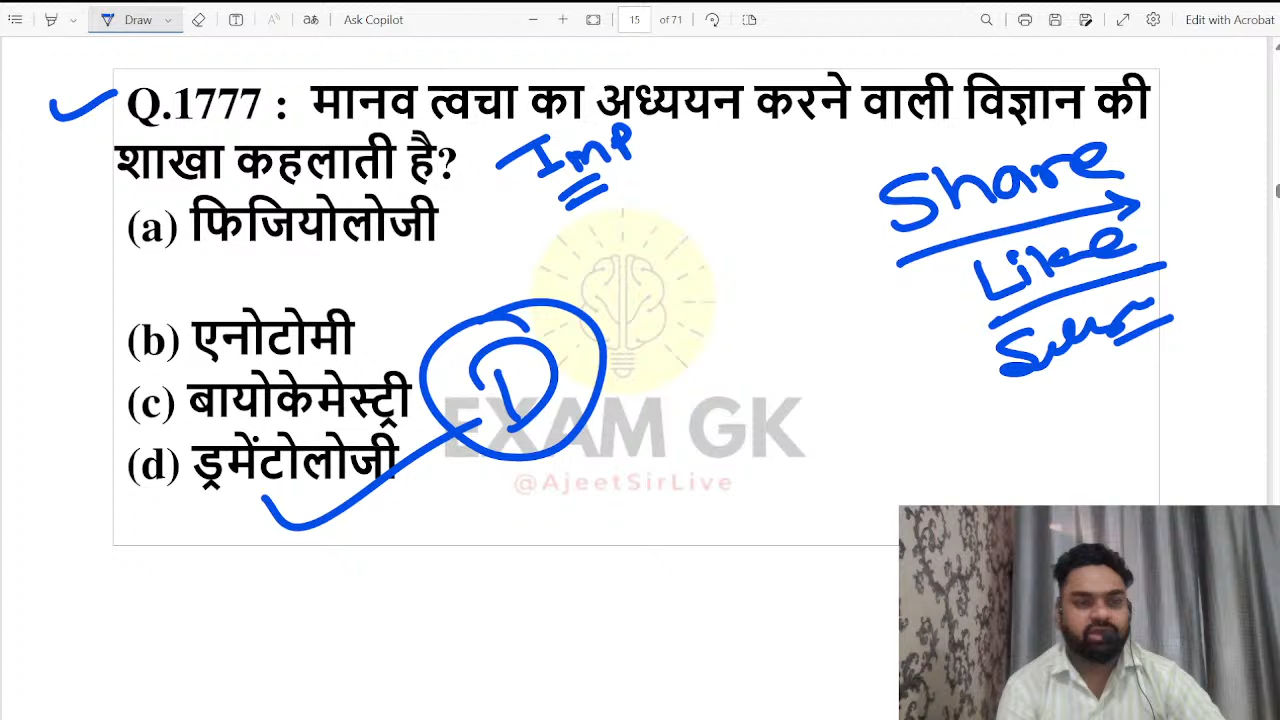 Draw
Ask Copilot
15 of 71
Edit with Acrobat
Q.1777 : मानव त्वचा का अध्ययन करने वाली विज्ञान की
शाखा कहलाती है?
Imp
Share
(a) फिजियोलोजी
Like
(b) एनोटोमी
(c) बायोकेमेस्ट्री
D
(d) ड्रमेंटोलोजी
EXAM GK
@AjeetSirLive